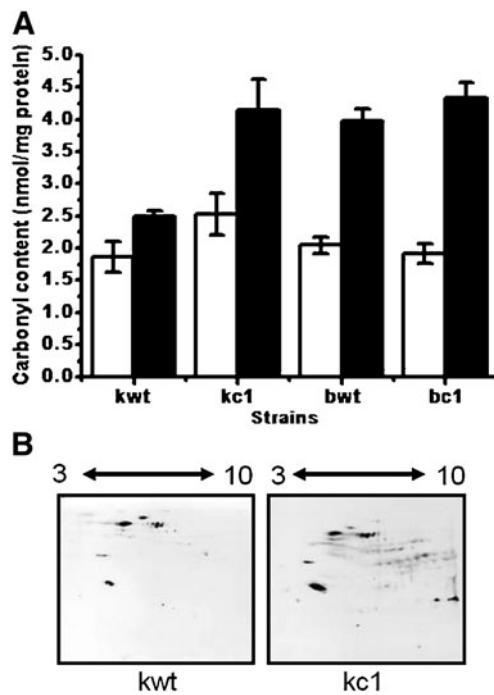 A
Carbonyl content (nmol/mg protein)
5.0
4.5
4.0
3.5
3.0
2.5
2.0
1.5
1.0
0.5
0.0
kwt kc1 bwt bc1
Strains
B
3 10 3 10
kwt kc1